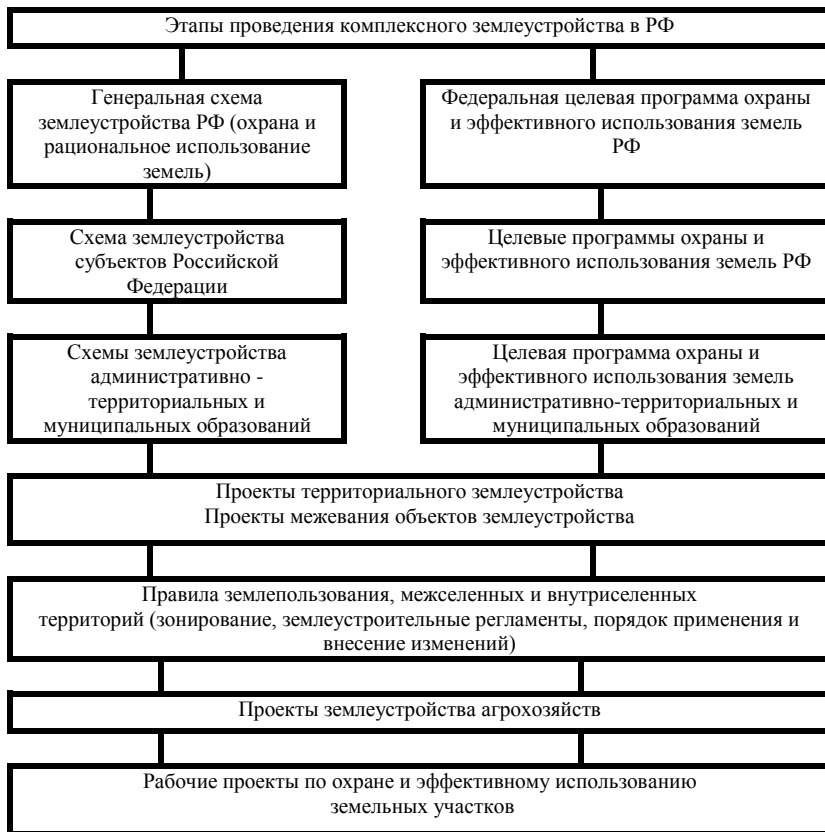 Этапы проведения комплексного землеустройства в РФ
Генеральная схема
землеустройства РФ (охрана и
рациональное использование
земель)
Федеральная целевая программа охраны
и эффективного использования земель
РФ
Схема землеустройства
субъектов Российской
Федерации
Целевые программы охраны и
эффективного использования земель РФ
Схемы землеустройства
административно -
территориальных и
муниципальных образований
Целевая программа охраны и
эффективного использования земель
административно-территориальных и
муниципальных образований
Проекты территориального землеустройства
Проекты межевания объектов землеустройства
Правила землепользования, межселенных и внутриселенных
территорий (зонирование, землеустроительные регламенты, порядок применения и
внесение изменений)
Проекты землеустройства агрохозяйств
Рабочие проекты по охране и эффективному использованию
земельных участков